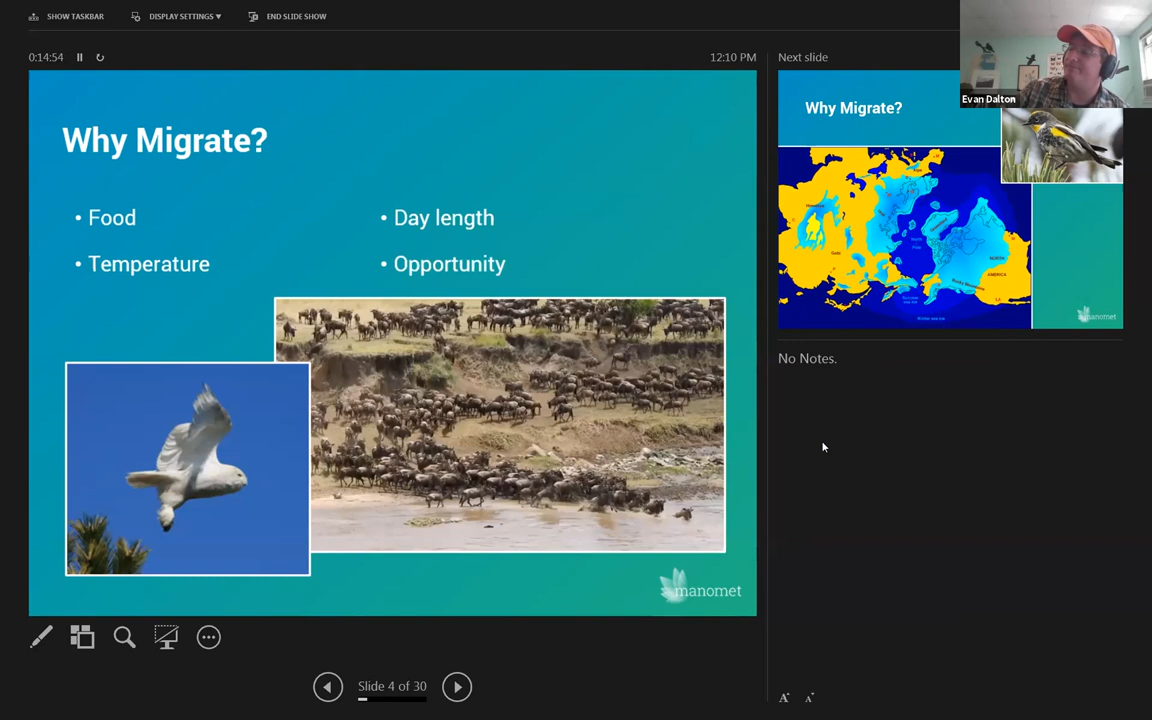 SHOW TASKBAR
DISPLAY SETTINGS ▼
END SLIDE SHOW
0:14:54
12:10 PM
Why Migrate?
• Food
• Temperature
• Day length
• Opportunity
manomet
Slide 4 of 30
Next slide
Evan Dalton
Why Migrate?
NORTH
AMERICA
manomet
No Notes.
A
A